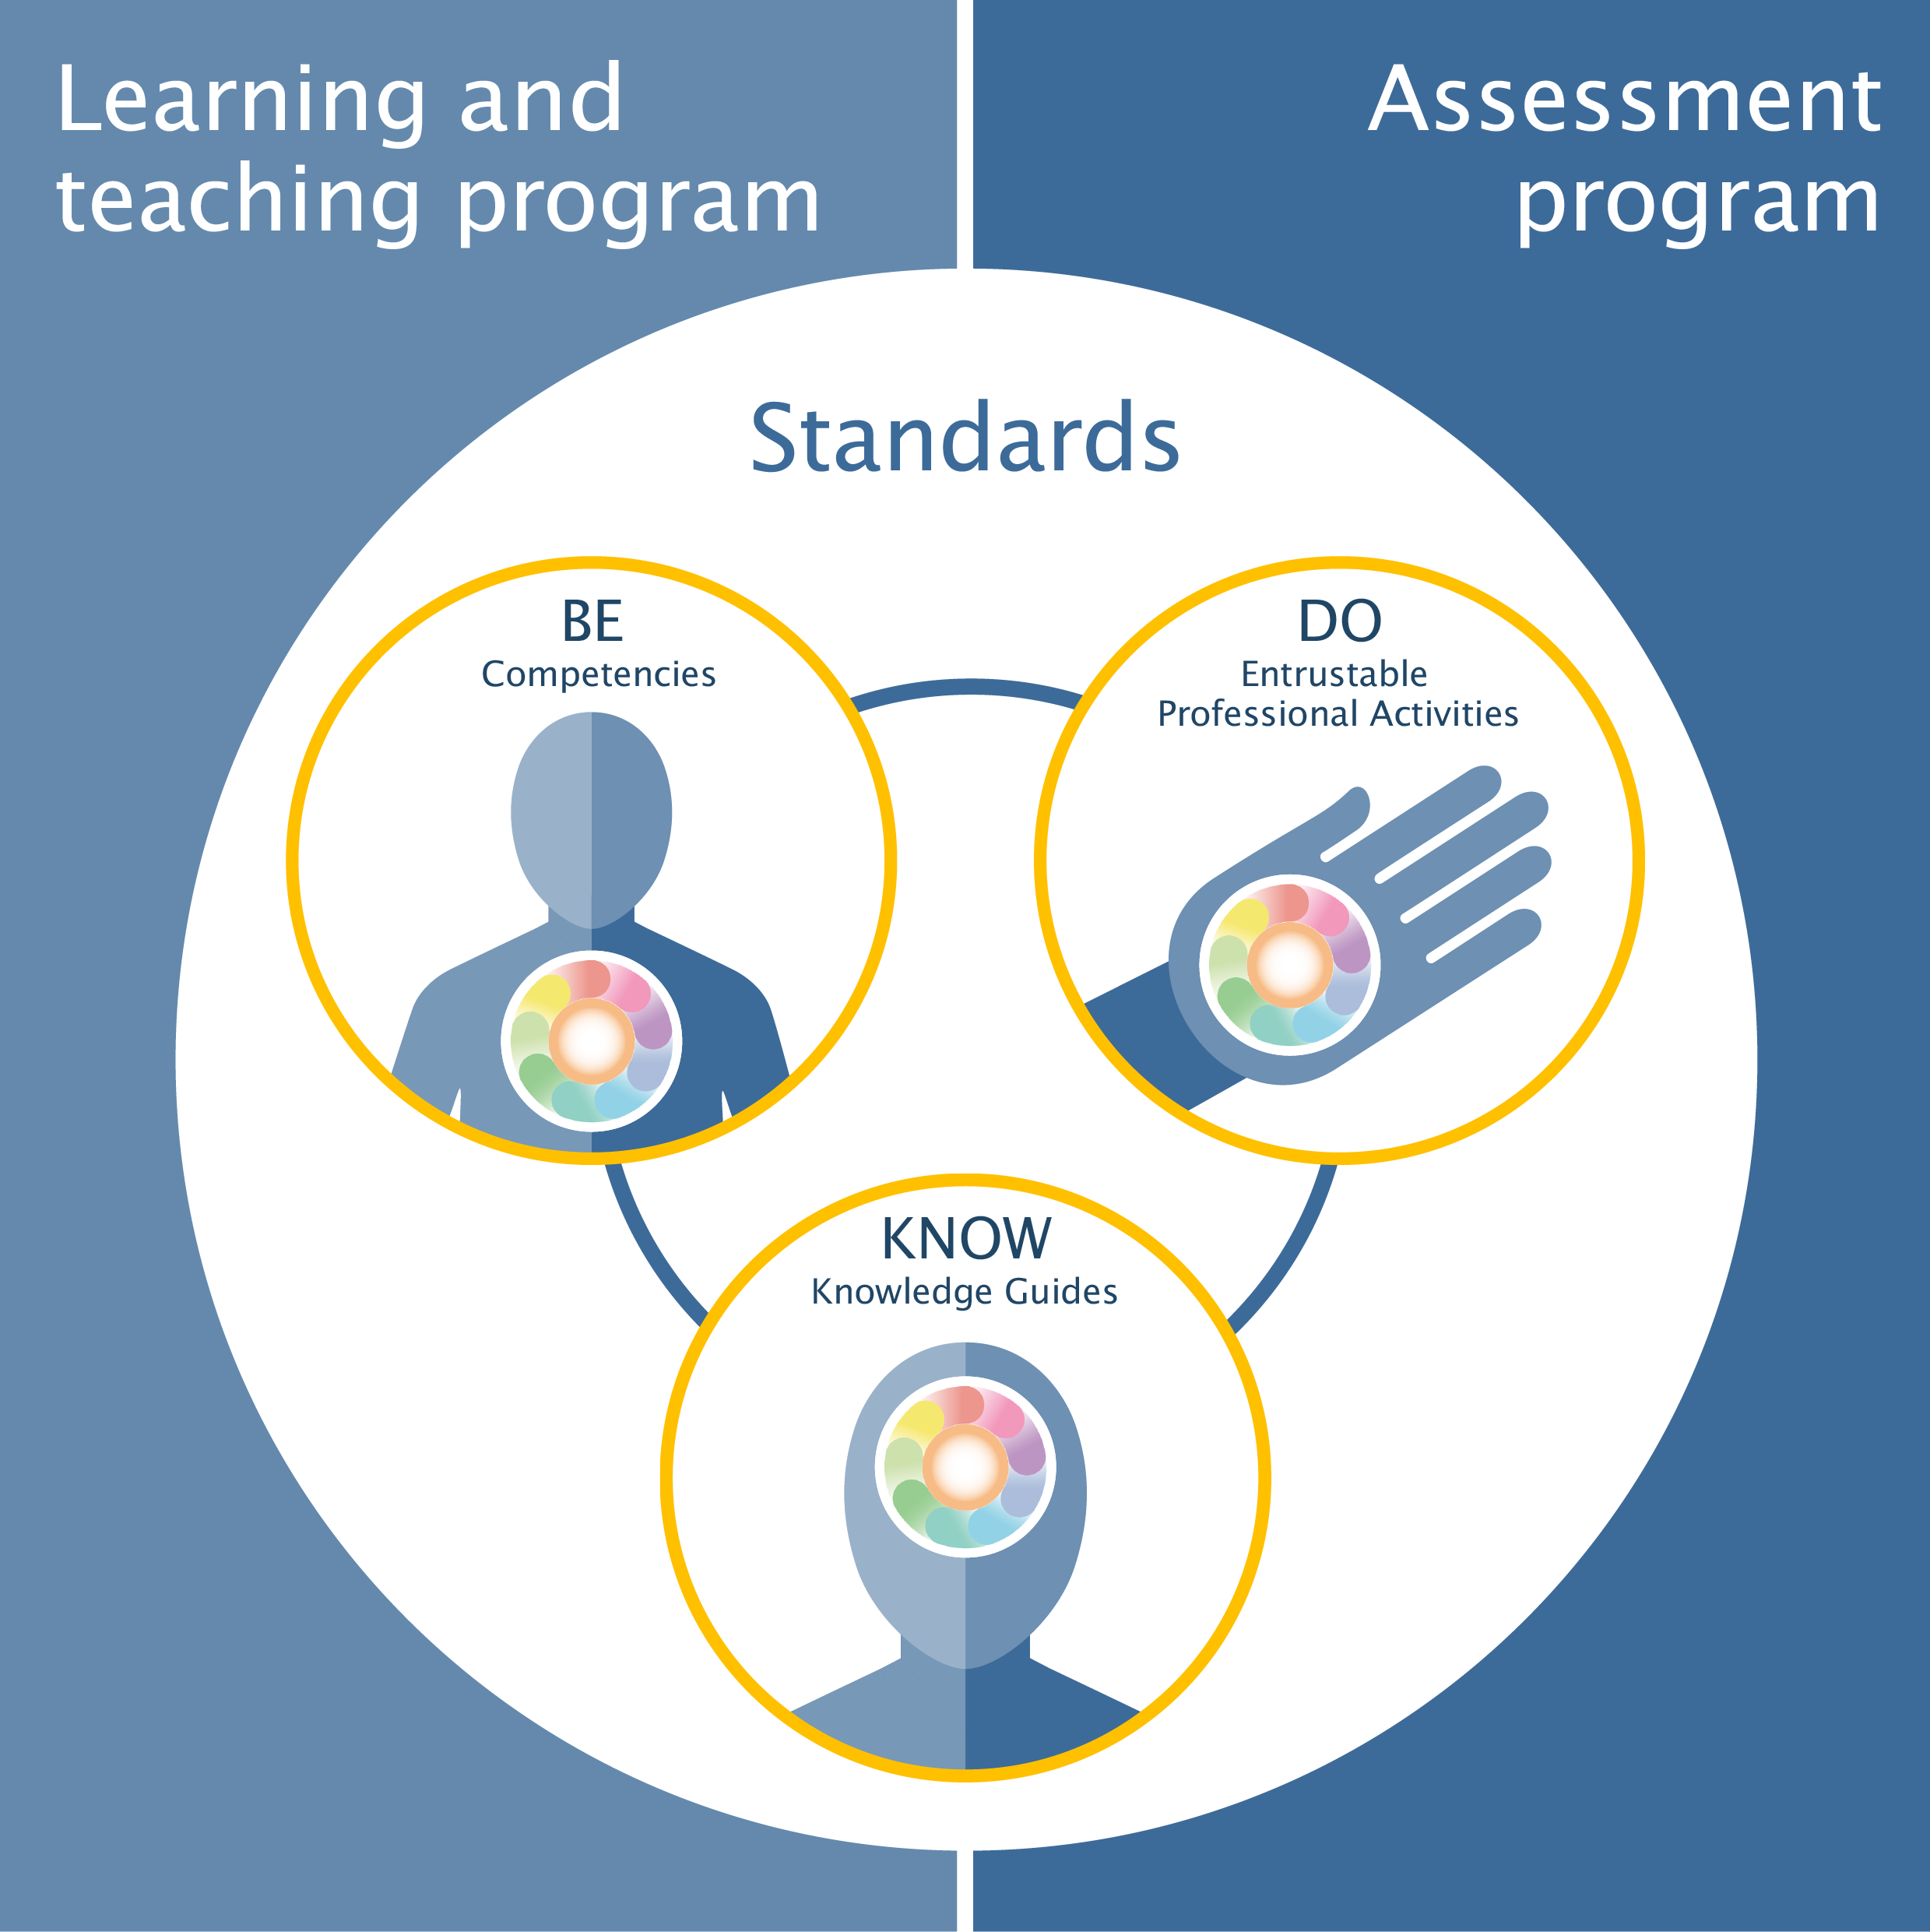 Learning and
teaching program
Assessment
program
Standards
BE
Competencies
DO
Entrustable
Professional Activities
KNOW
Knowledge Guides